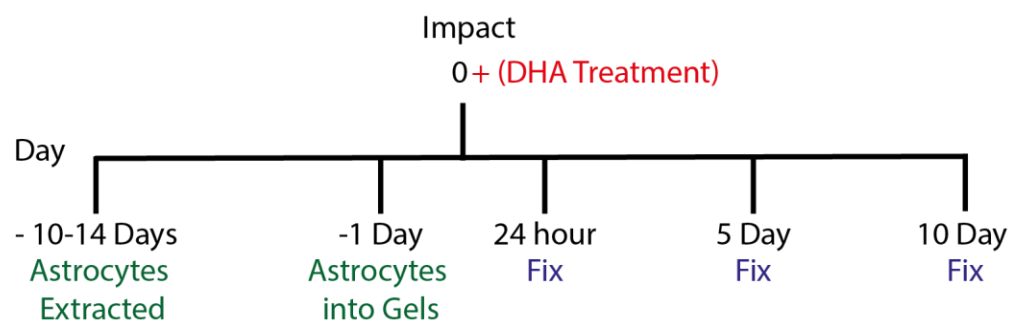 Impact
0+ (DHA Treatment)
Day
- 10-14 Days
-1 Day
24 hour
5 Day
10 Day
Astrocytes
Astrocytes
Fix
Fix
Fix
Extracted
into Gels